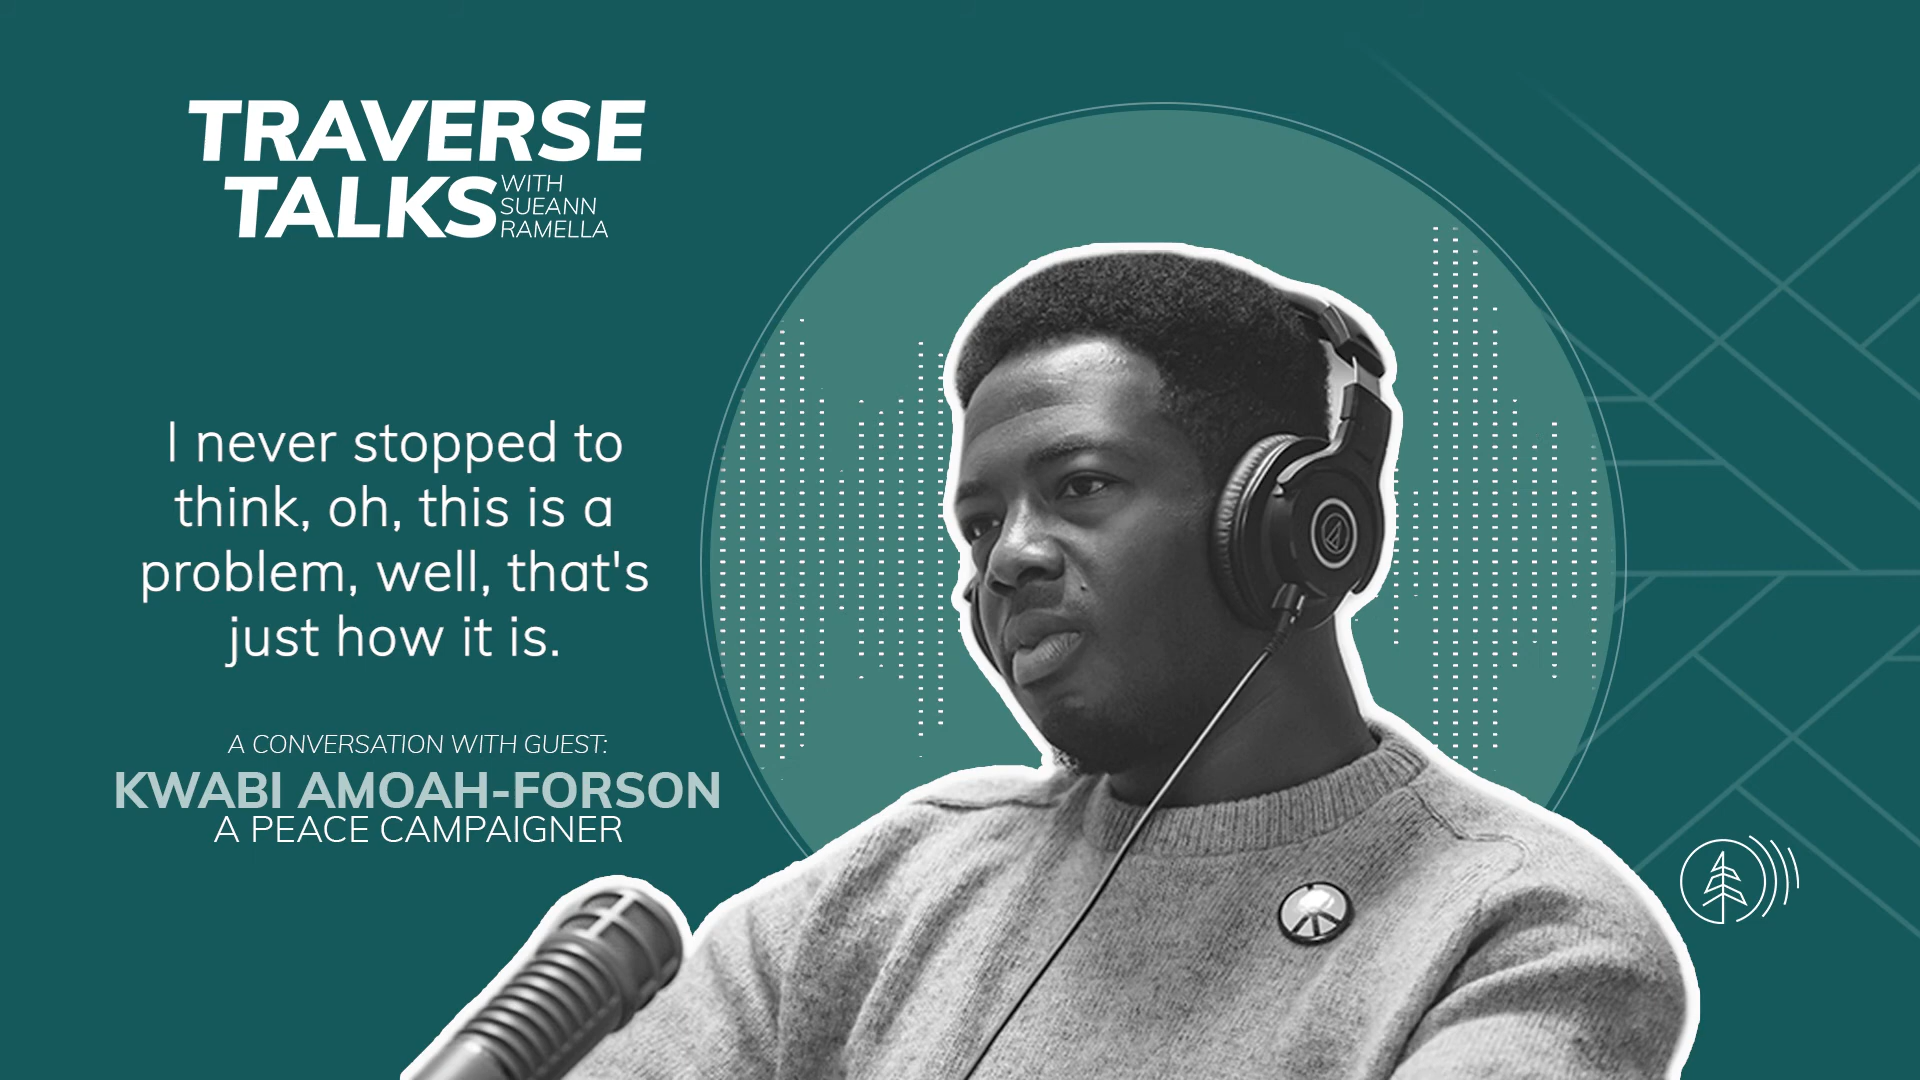 TRAVERSE
TALKS
WITH
SUEANN
RAMELLA
I never stopped to
think, oh, this is a
problem, well, that's
just how it is.
A CONVERSATION WITH GUEST:
KWABI AMOAH-FORSON
A PEACE CAMPAIGNER